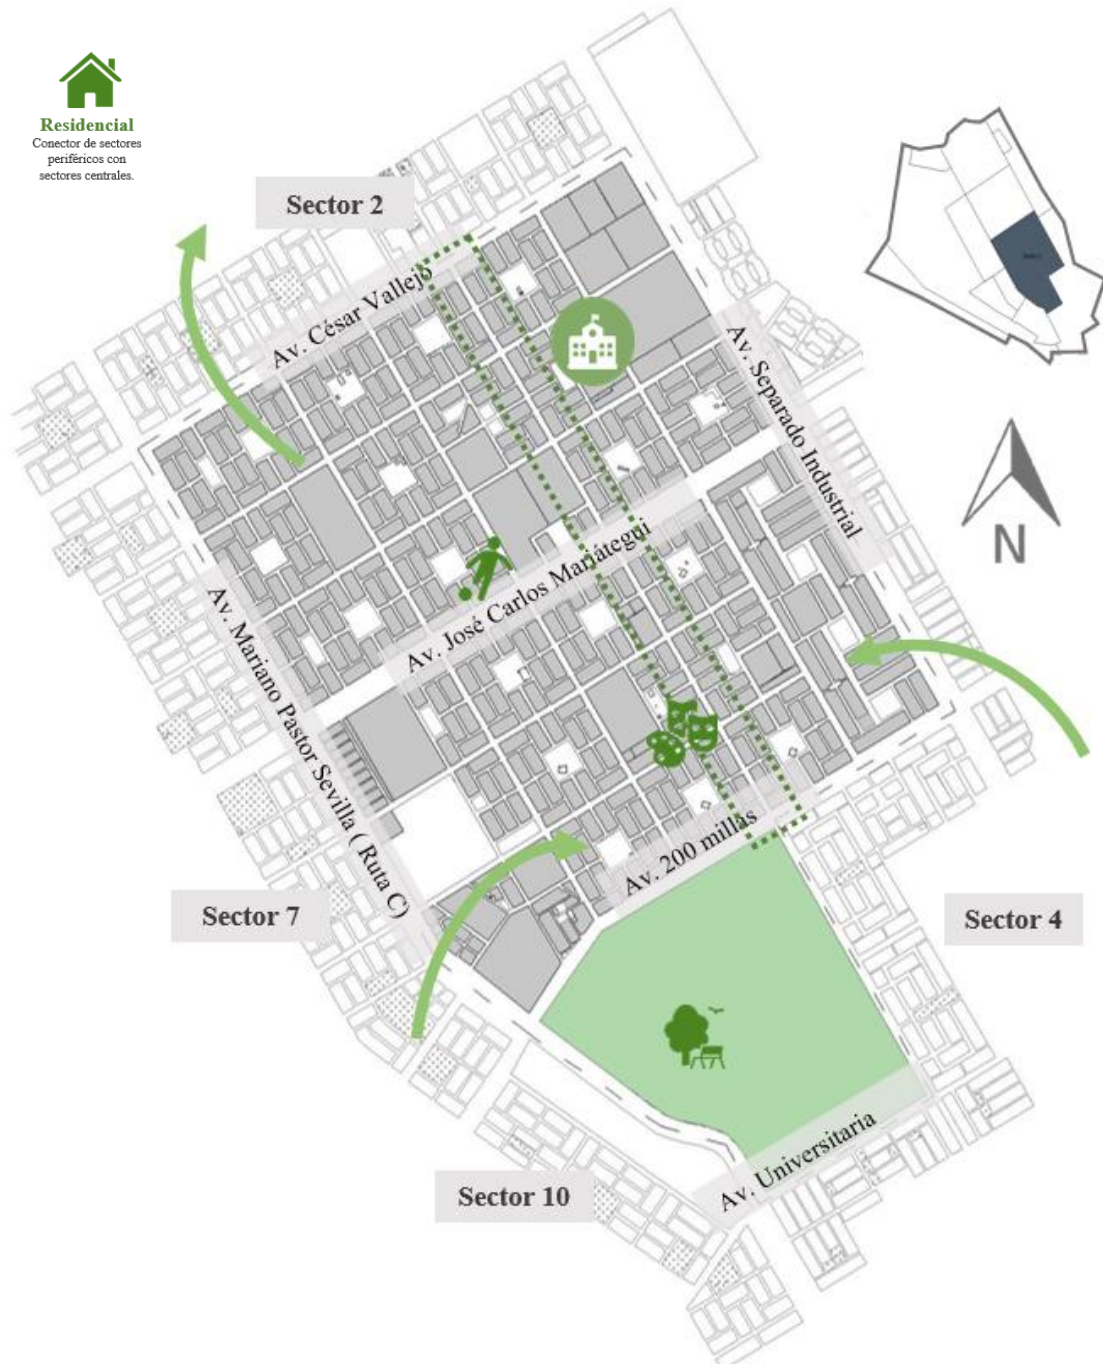 Residencial
Conector de sectores
periféricos con
sectores centrales.
Sector 2
Av. César Vallejo
Av. Separado Industrial
N
Av. José Carlos Mariátegui
Av. Mariano Pastor Sevilla ( Ruta C)
Av. 200 millas
Sector 7
Sector 4
Av. Universitaria
Sector 10